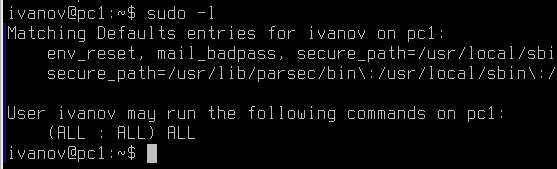 ivanov@pc1:~$ sudo -l
Matching Defaults entries for ivanov on pc1:
    env_reset, mail_badpass, secure_path=/usr/local/sbi
    secure_path=/usr/lib/parsec/bin\:/usr/local/sbin\:/

User ivanov may run the following commands on pc1:
    (ALL : ALL) ALL
ivanov@pc1:~$